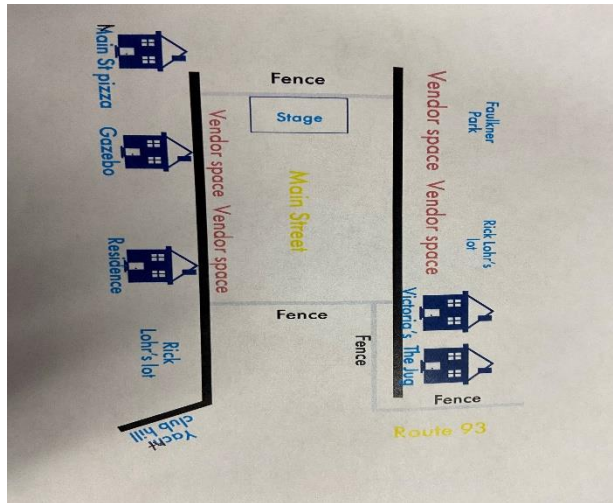 Fence
Stage
Main Street
Fence
Fence
Fence
Route 93
Main St pizza
Gazebo
Residence
Rick
Lohr's lot
Yacht
club hill
Vendor space Vendor space
Vendor space Vendor space
Faulkner
Park
Rick Lohr's
lot
Victoria's The Jug